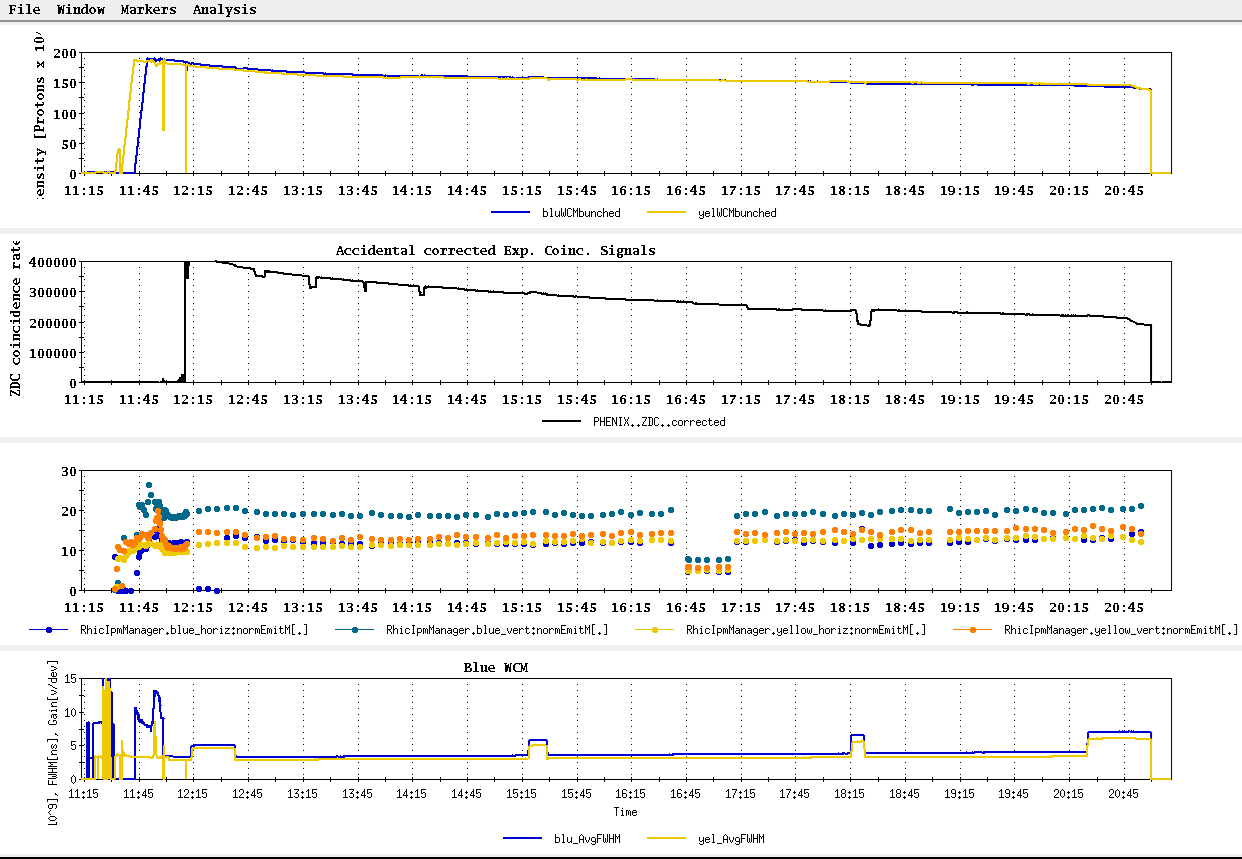 File Window Markers Analysis
200
150
100
50
0
11:15 11:45 12:15 12:45 13:15 13:45 14:15 14:45 15:15 15:45 16:15 16:45 17:15 17:45 18:15 18:45 19:15 19:45 20:15 20:45
bluWCMbunched yelWCMbunched
Accidental corrected Exp. Coinc. Signals
ZDC coincidence rate
400000
300000
200000
100000
0
11:15 11:45 12:15 12:45 13:15 13:45 14:15 14:45 15:15 15:45 16:15 16:45 17:15 17:45 18:15 18:45 19:15 19:45 20:15 20:45
PHENIX..ZDC..corrected
30
20
10
0
11:15 11:45 12:15 12:45 13:15 13:45 14:15 14:45 15:15 15:45 16:15 16:45 17:15 17:45 18:15 18:45 19:15 19:45 20:15 20:45
RhicIpmManager.blue_horiz:normEmitM[.] RhicIpmManager.blue_vert:normEmitM[.] RhicIpmManager.yellow_horiz:normEmitM[.] RhicIpmManager.yellow_vert:normEmitM[.]
Blue WCM
FWHM[ns], Gain[v/dev]
15
10
5
0
11:15 11:45 12:15 12:45 13:15 13:45 14:15 14:45 15:15 15:45 16:15 16:45 17:15 17:45 18:15 18:45 19:15 19:45 20:15 20:45
Time
blu_AvgFWHM yel_AvgFWHM